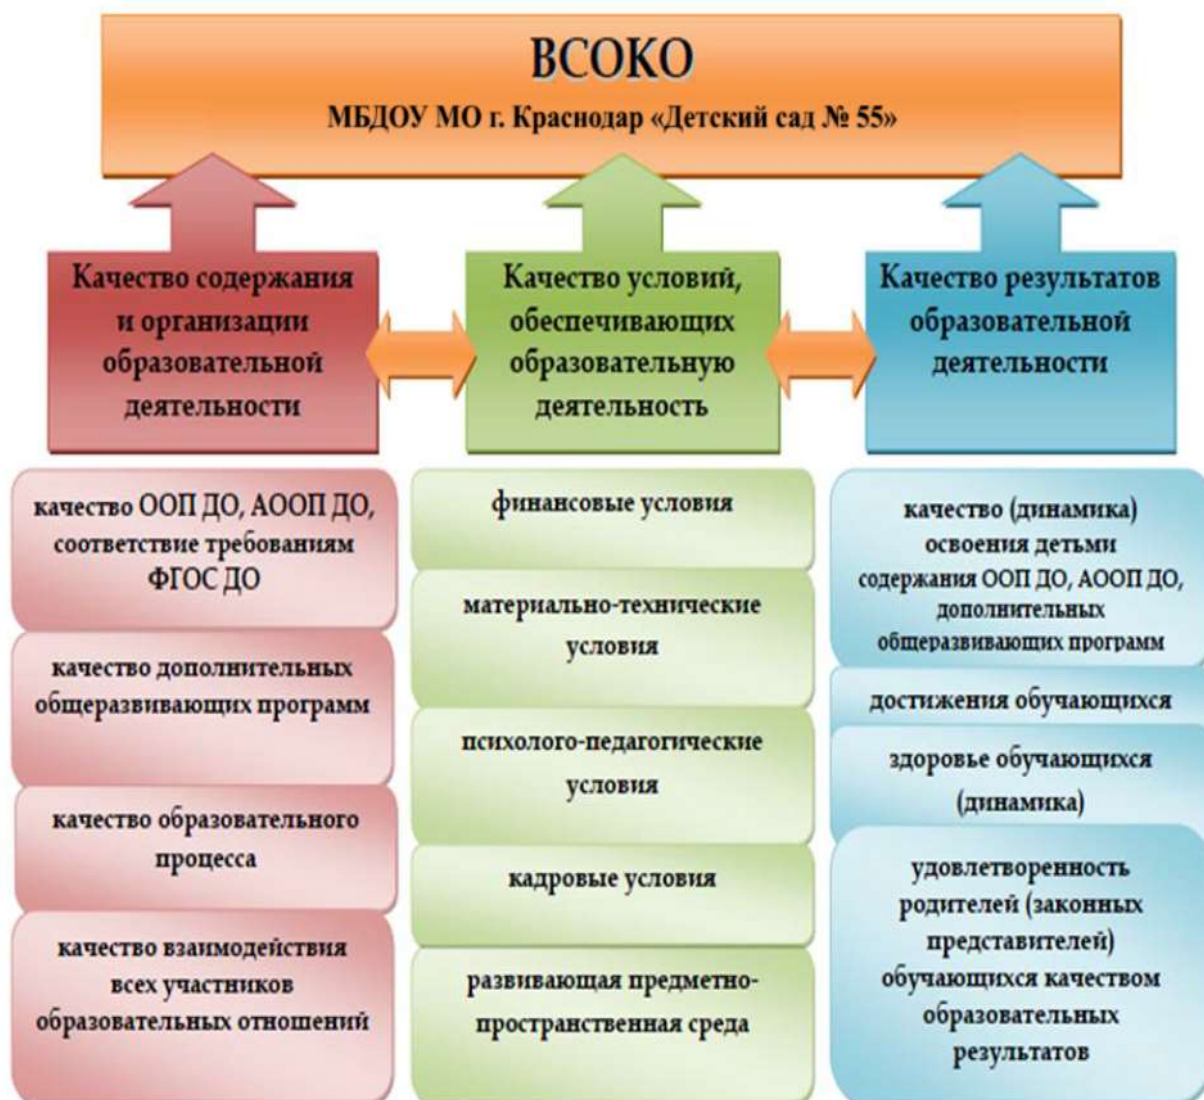 ВСОКО
МБДОУ МО г. Краснодар «Детский сад № 55»
Качество содержания
и организации
образовательной
деятельности
Качество условий,
обеспечивающих
образовательную
деятельность
Качество результатов
образовательной
деятельности
качество ООП ДО, АООП ДО,
соответствие требованиям
ФГОС ДО
качество дополнительных
общеразвивающих программ
качество образовательного
процесса
качество взаимодействия
всех участников
образовательных отношений
финансовые условия
материально-технические
условия
психолого-педагогические
условия
кадровые условия
развивающая предметно-
пространственная среда
качество (динамика)
освоения детьми
содержания ООП ДО, АООП ДО,
дополнительных
общеразвивающих программ
достижения обучающихся
здоровье обучающихся
(динамика)
удовлетворенность
родителей (законных
представителей)
обучающихся качеством
образовательных
результатов